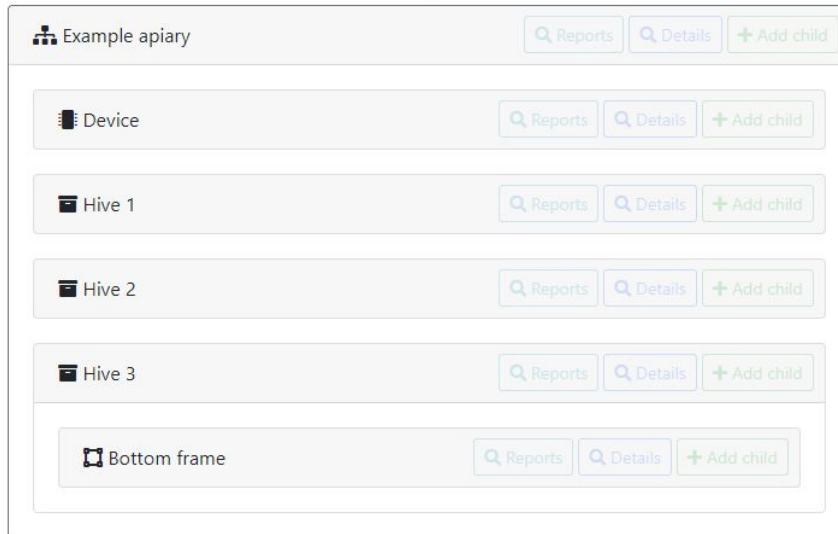 Example apiary Reports Details Add child
Device Reports Details Add child
Hive 1 Reports Details Add child
Hive 2 Reports Details Add child
Hive 3 Reports Details Add child
Bottom frame Reports Details Add child